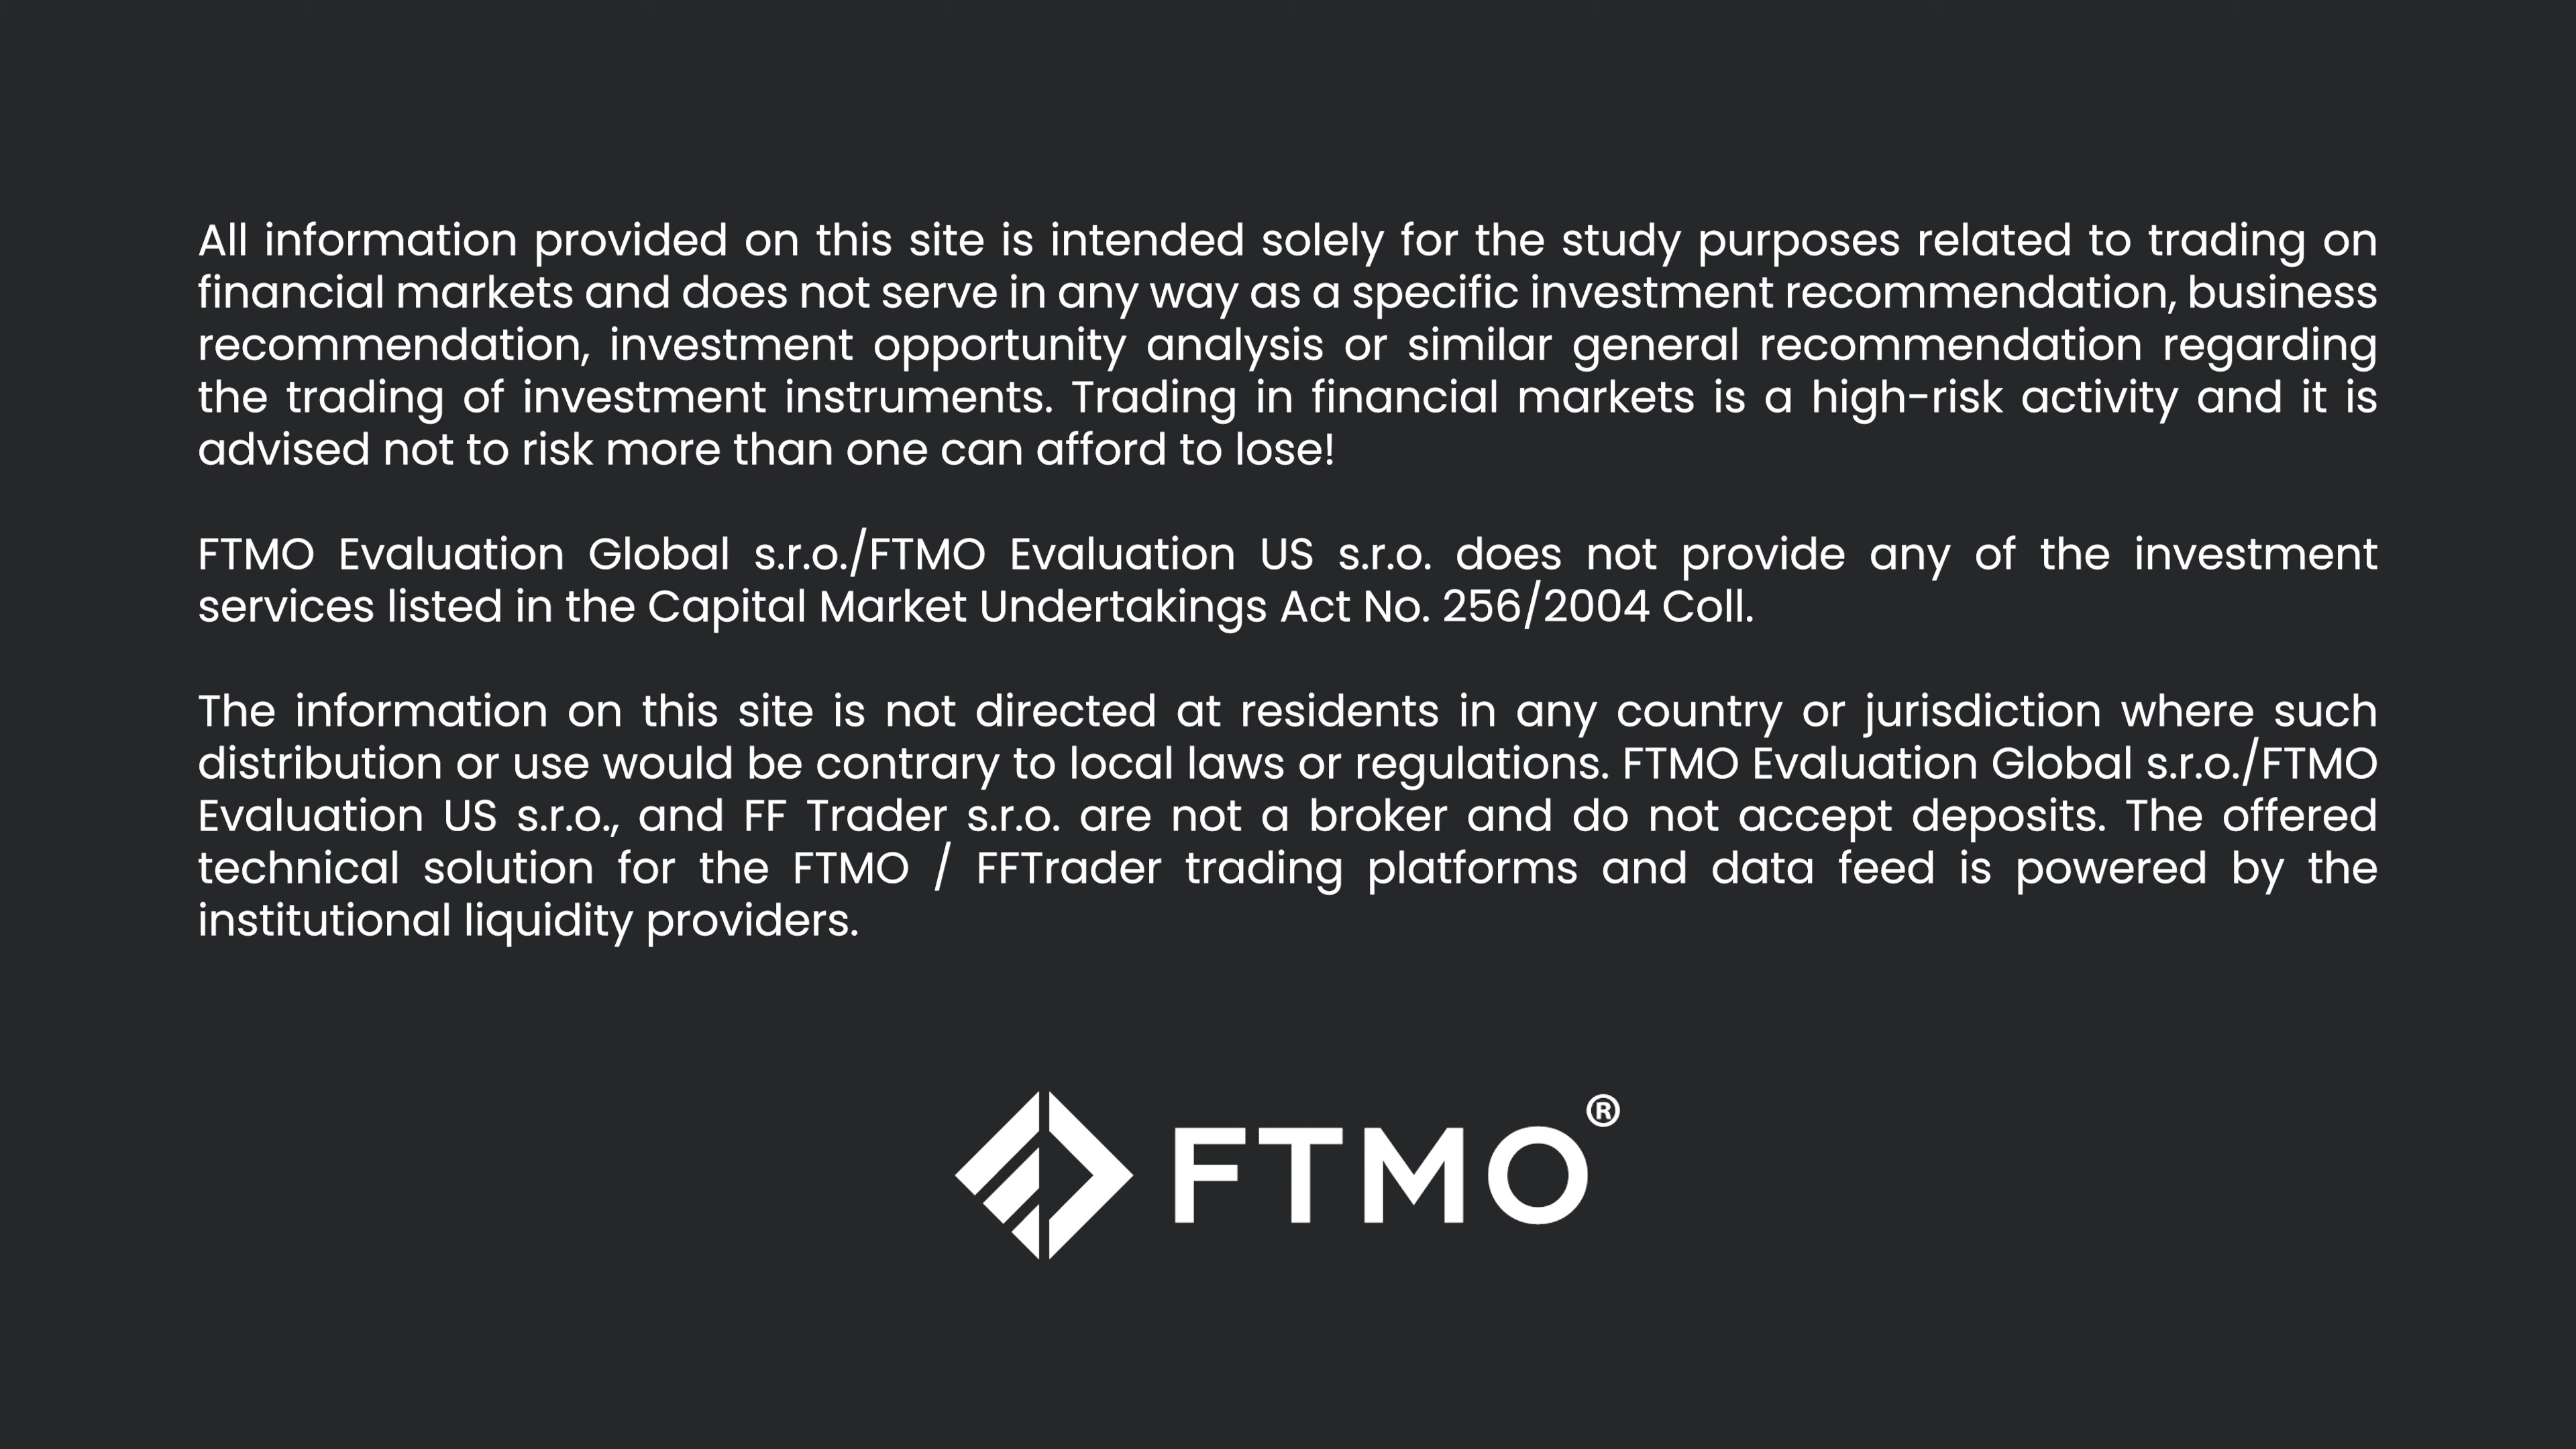 All information provided on this site is intended solely for the study purposes related to trading on
financial markets and does not serve in any way as a specific investment recommendation, business
recommendation, investment opportunity analysis or similar general recommendation regarding
the trading of investment instruments. Trading in financial markets is a high-risk activity and it is
advised not to risk more than one can afford to lose!
FTMO Evaluation Global s.r.o./FTMO Evaluation US s.r.o. does not provide any of the investment
services listed in the Capital Market Undertakings Act No. 256/2004 Coll.
The information on this site is not directed at residents in any country or jurisdiction where such
distribution or use would be contrary to local laws or regulations. FTMO Evaluation Global s.r.o./FTMO
Evaluation US s.r.o., and FF Trader s.r.o. are not a broker and do not accept deposits. The offered
technical solution for the FTMO / FFTrader trading platforms and data feed is powered by the
institutional liquidity providers.
FTMO®